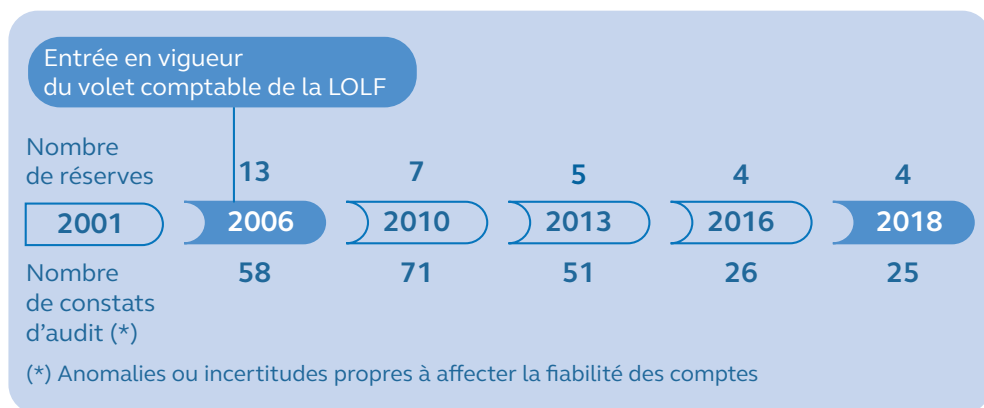 Entrée en vigueur
du volet comptable de la LOLF
Nombre
de réserves
13 7 5 4 4
2001 2006 2010 2013 2016 2018
Nombre
de constats
d'audit (*)
58 71 51 26 25
(*) Anomalies ou incertitudes propres à affecter la fiabilité des comptes